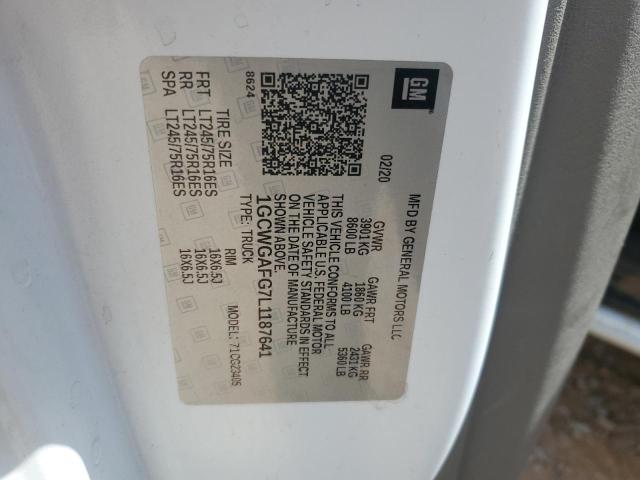 GM
MFD BY GENERAL MOTORS LLC
02/20
GVWR GAWR FRT GAWR RR
3901 KG 1860 KG 2431 KG
8600 LB 4100 LB 5360 LB
THIS VEHICLE CONFORMS TO ALL
APPLICABLE U.S. FEDERAL MOTOR
VEHICLE SAFETY STANDARDS IN EFFECT
ON THE DATE OF MANUFACTURE
SHOWN ABOVE.
1GCWGAFG7L1187641
8624
TYPE: TRUCK MODEL: 71CG23405
TIRE SIZE RIM
FRT LT245/75R16ES 16X6.5J
RR LT245/75R16ES 16X6.5J
SPA LT245/75R16ES 16X6.5J